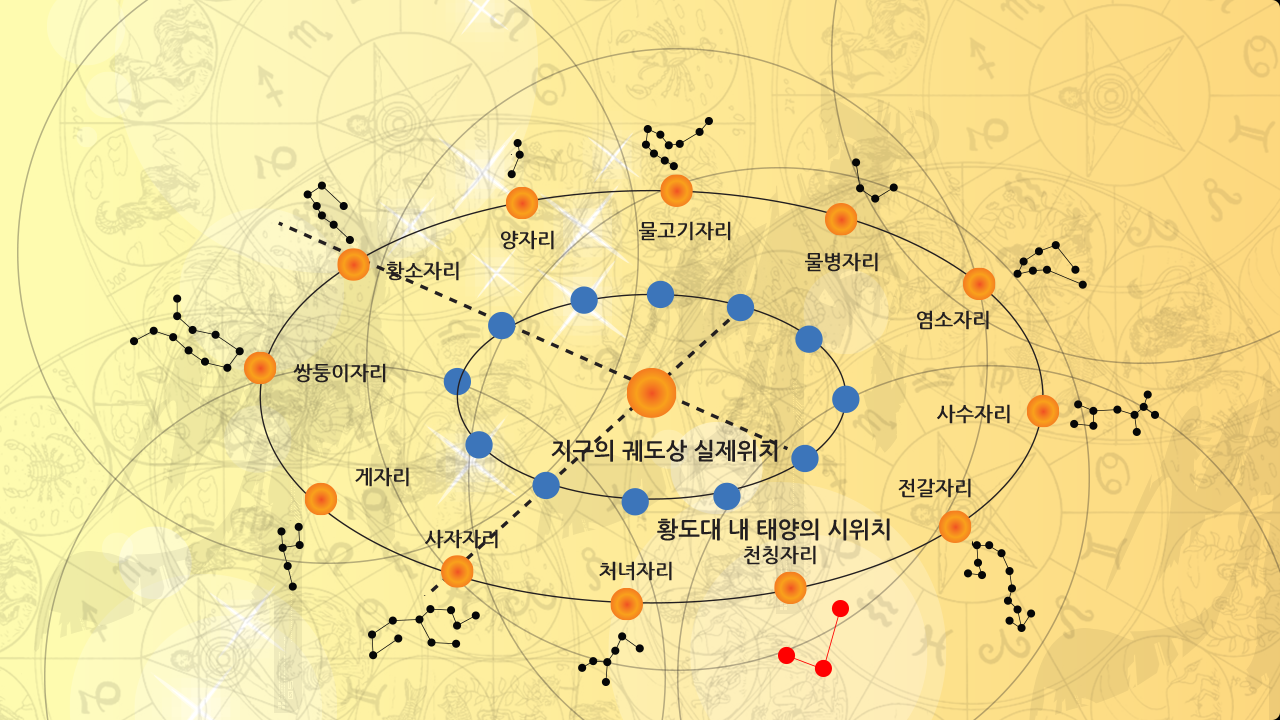 물고기자리
양자리
물병자리
황소자리
염소자리
쌍둥이자리
사수자리
지구의 궤도상 실제위치
게자리
전갈자리
황도대 내 태양의 시위치
사자자리
천칭자리
처녀자리